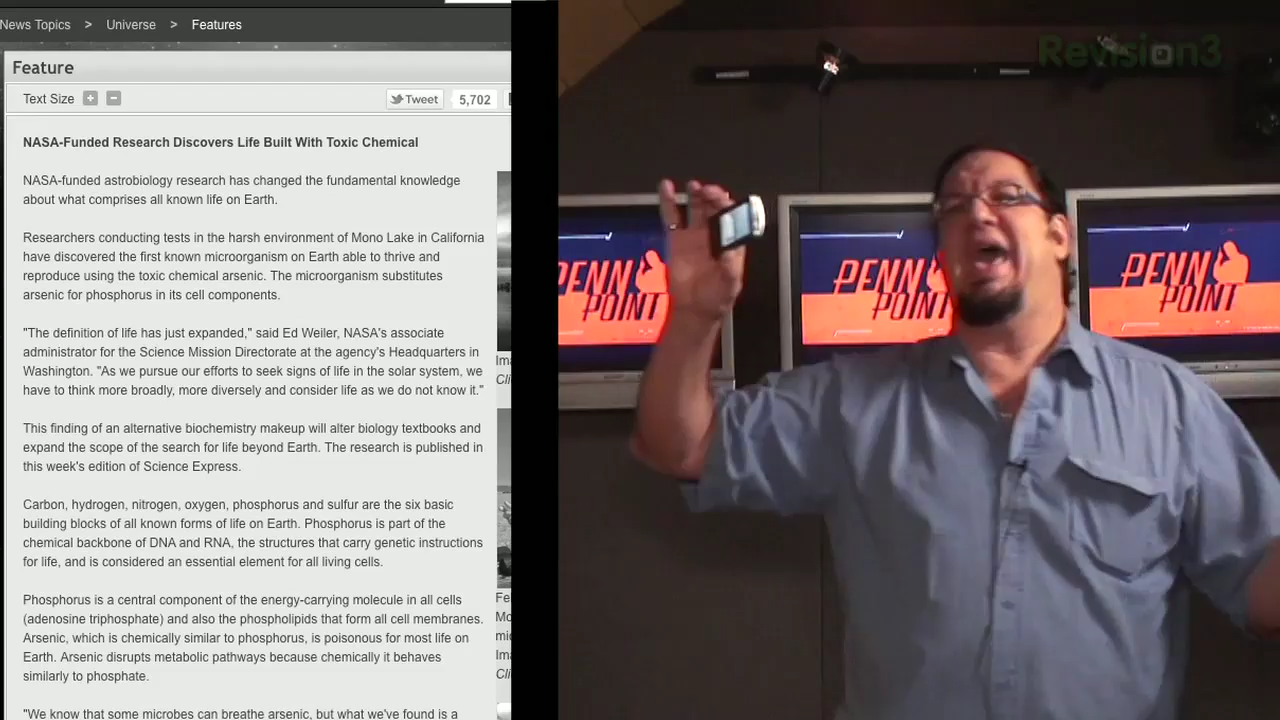 News Topics > Universe > Features
Feature
Text Size + -
Tweet 5,702
NASA-Funded Research Discovers Life Built With Toxic Chemical
NASA-funded astrobiology research has changed the fundamental knowledge
about what comprises all known life on Earth.
Researchers conducting tests in the harsh environment of Mono Lake in California
have discovered the first known microorganism on Earth able to thrive and
reproduce using the toxic chemical arsenic. The microorganism substitutes
arsenic for phosphorus in its cell components.
"The definition of life has just expanded," said Ed Weiler, NASA's associate
administrator for the Science Mission Directorate at the agency's Headquarters in
Washington. "As we pursue our efforts to seek signs of life in the solar system, we
have to think more broadly, more diversely and consider life as we do not know it."
This finding of an alternative biochemistry makeup will alter biology textbooks and
expand the scope of the search for life beyond Earth. The research is published in
this week's edition of Science Express.
Carbon, hydrogen, nitrogen, oxygen, phosphorus and sulfur are the six basic
building blocks of all known forms of life on Earth. Phosphorus is part of the
chemical backbone of DNA and RNA, the structures that carry genetic instructions
for life, and is considered an essential element for all living cells.
Phosphorus is a central component of the energy-carrying molecule in all cells
(adenosine triphosphate) and also the phospholipids that form all cell membranes.
Arsenic, which is chemically similar to phosphorus, is poisonous for most life on
Earth. Arsenic disrupts metabolic pathways because chemically it behaves
similarly to phosphate.
"We know that some microbes can breathe arsenic, but what we've found is a
Ima
Cli
Fe
Mo
mic
Ima
Cli
Revision3
PENN
POINT
PENN
POINT
PENN
POINT